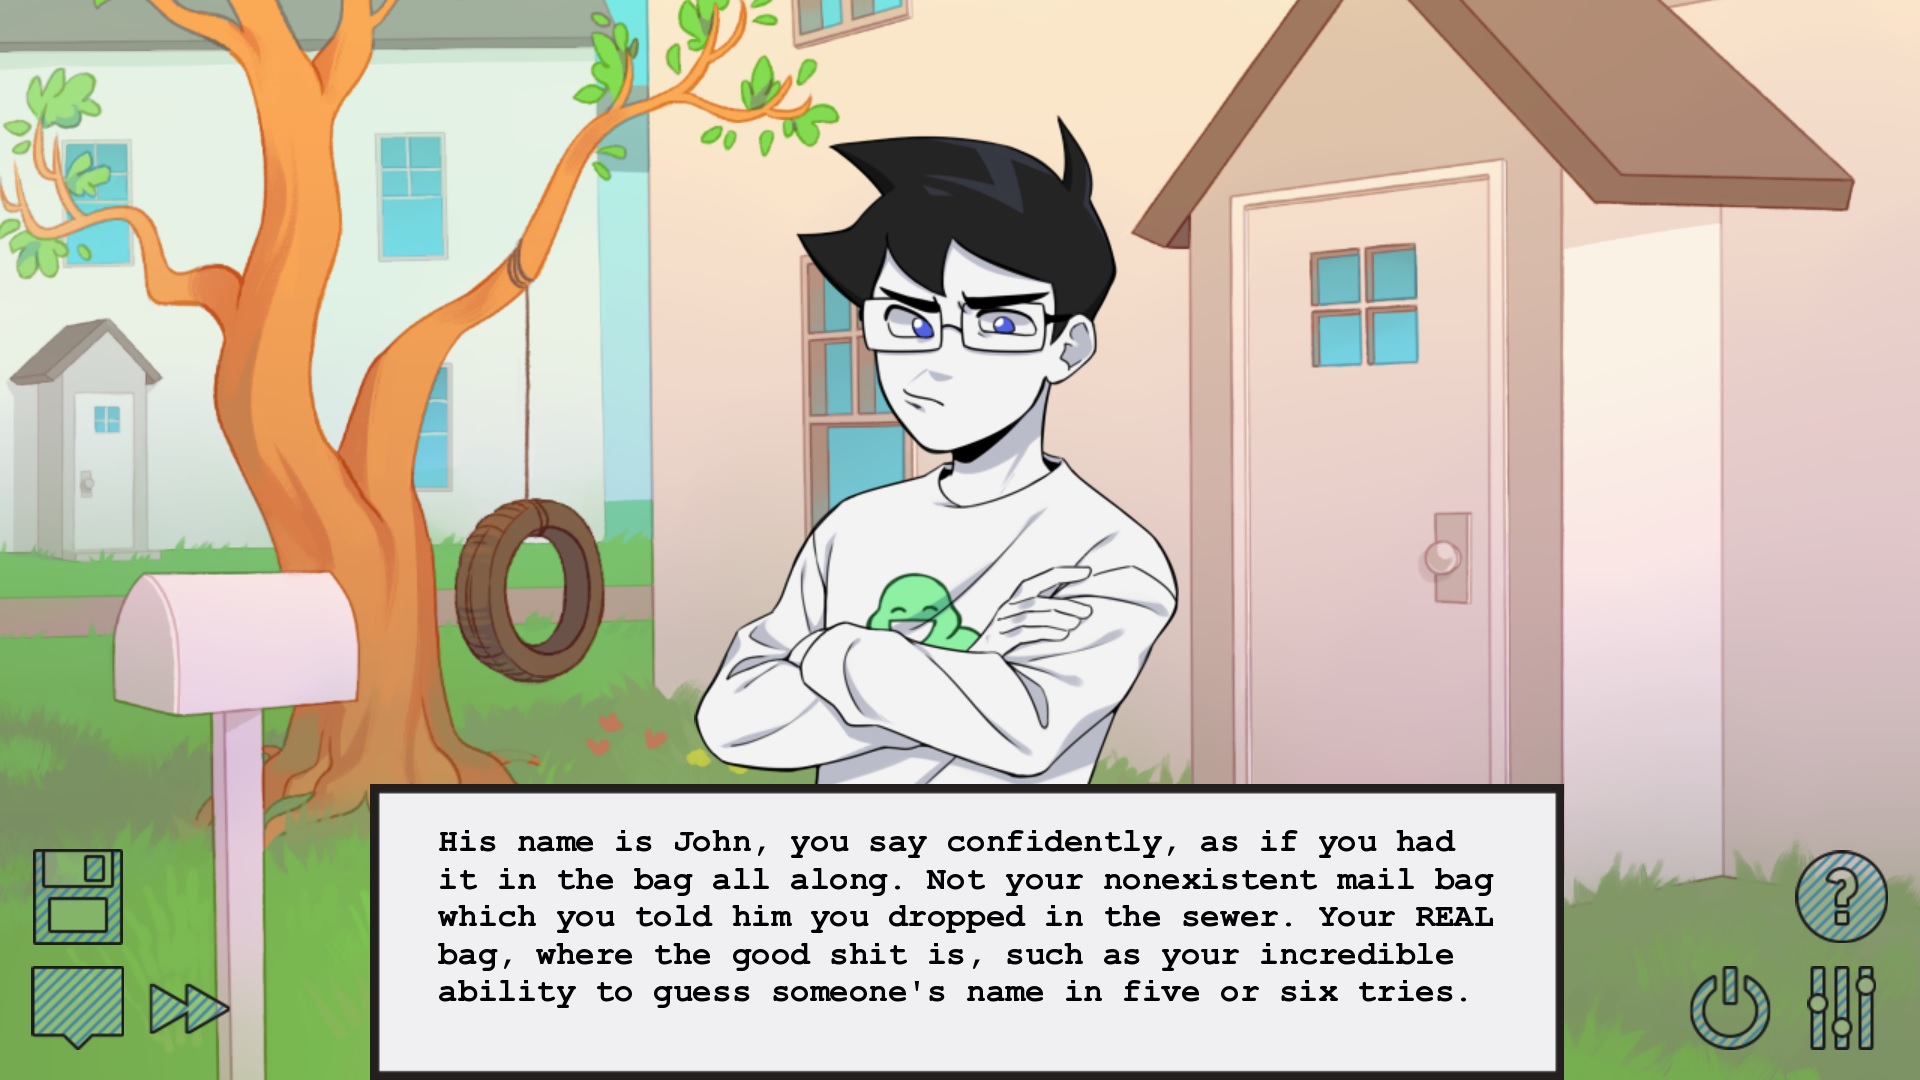 His name is John, you say confidently, as if you had
it in the bag all along. Not your nonexistent mail bag
which you told him you dropped in the sewer. Your REAL
bag, where the good shit is, such as your incredible
ability to guess someone's name in five or six tries.
?